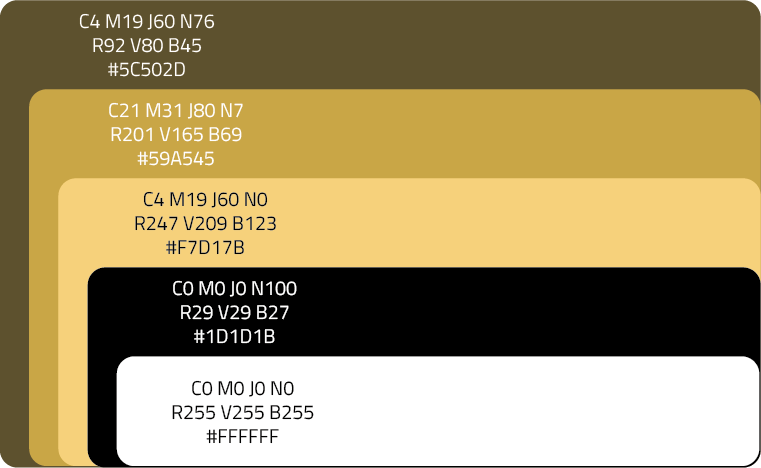 C4 M19 J60 N76
R92 V80 B45
#5C502D
C21 M31 J80 N7
R201 V165 B69
#59A545
C4 M19 J60 N0
R247 V209 B123
#F7D17B
C0 M0 J0 N100
R29 V29 B27
#1D1D1B
C0 M0 J0 N0
R255 V255 B255
#FFFFFF